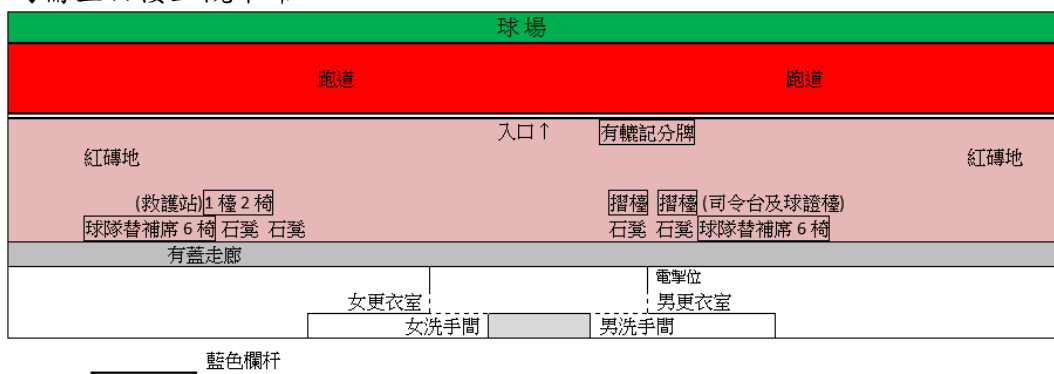 球場
跑道 跑道
入口↑ 有轆記分牌
紅磚地 紅磚地
(救護站)1 檯 2 椅 摺檯 摺檯 (司令台及球證檯)
球隊替補席 6 椅 石凳 石凳 石凳 石凳 球隊替補席 6 椅
有蓋走廊
電掣位
女更衣室 男更衣室
女洗手間 男洗手間
藍色欄杆